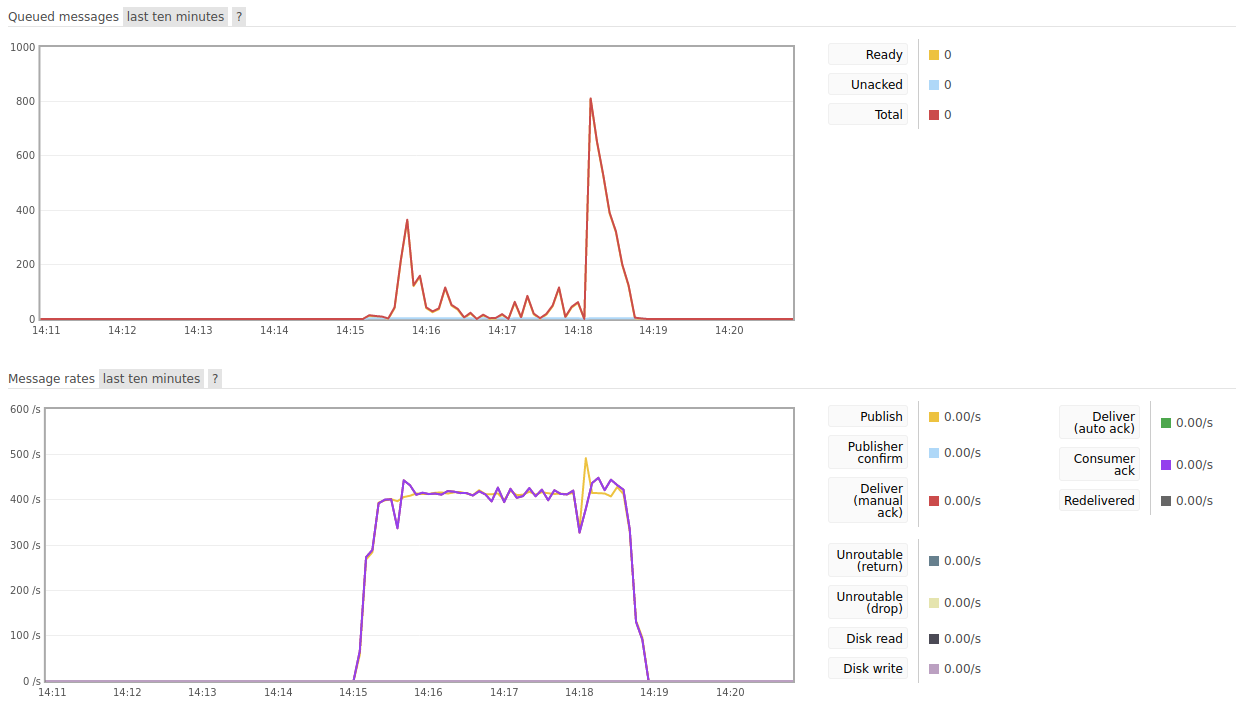 Queued messages last ten minutes ?
1000
800
600
400
200
0
14:11 14:12 14:13 14:14 14:15 14:16 14:17 14:18 14:19 14:20
Ready 0
Unacked 0
Total 0
Message rates last ten minutes ?
600 /s
500 /s
400 /s
300 /s
200 /s
100 /s
0 /s
14:11 14:12 14:13 14:14 14:15 14:16 14:17 14:18 14:19 14:20
Publish 0.00/s
Publisher
confirm 0.00/s
Deliver
(manual
ack) 0.00/s
Deliver
(auto ack) 0.00/s
Consumer
ack 0.00/s
Redelivered 0.00/s
Unroutable
(return) 0.00/s
Unroutable
(drop) 0.00/s
Disk read 0.00/s
Disk write 0.00/s